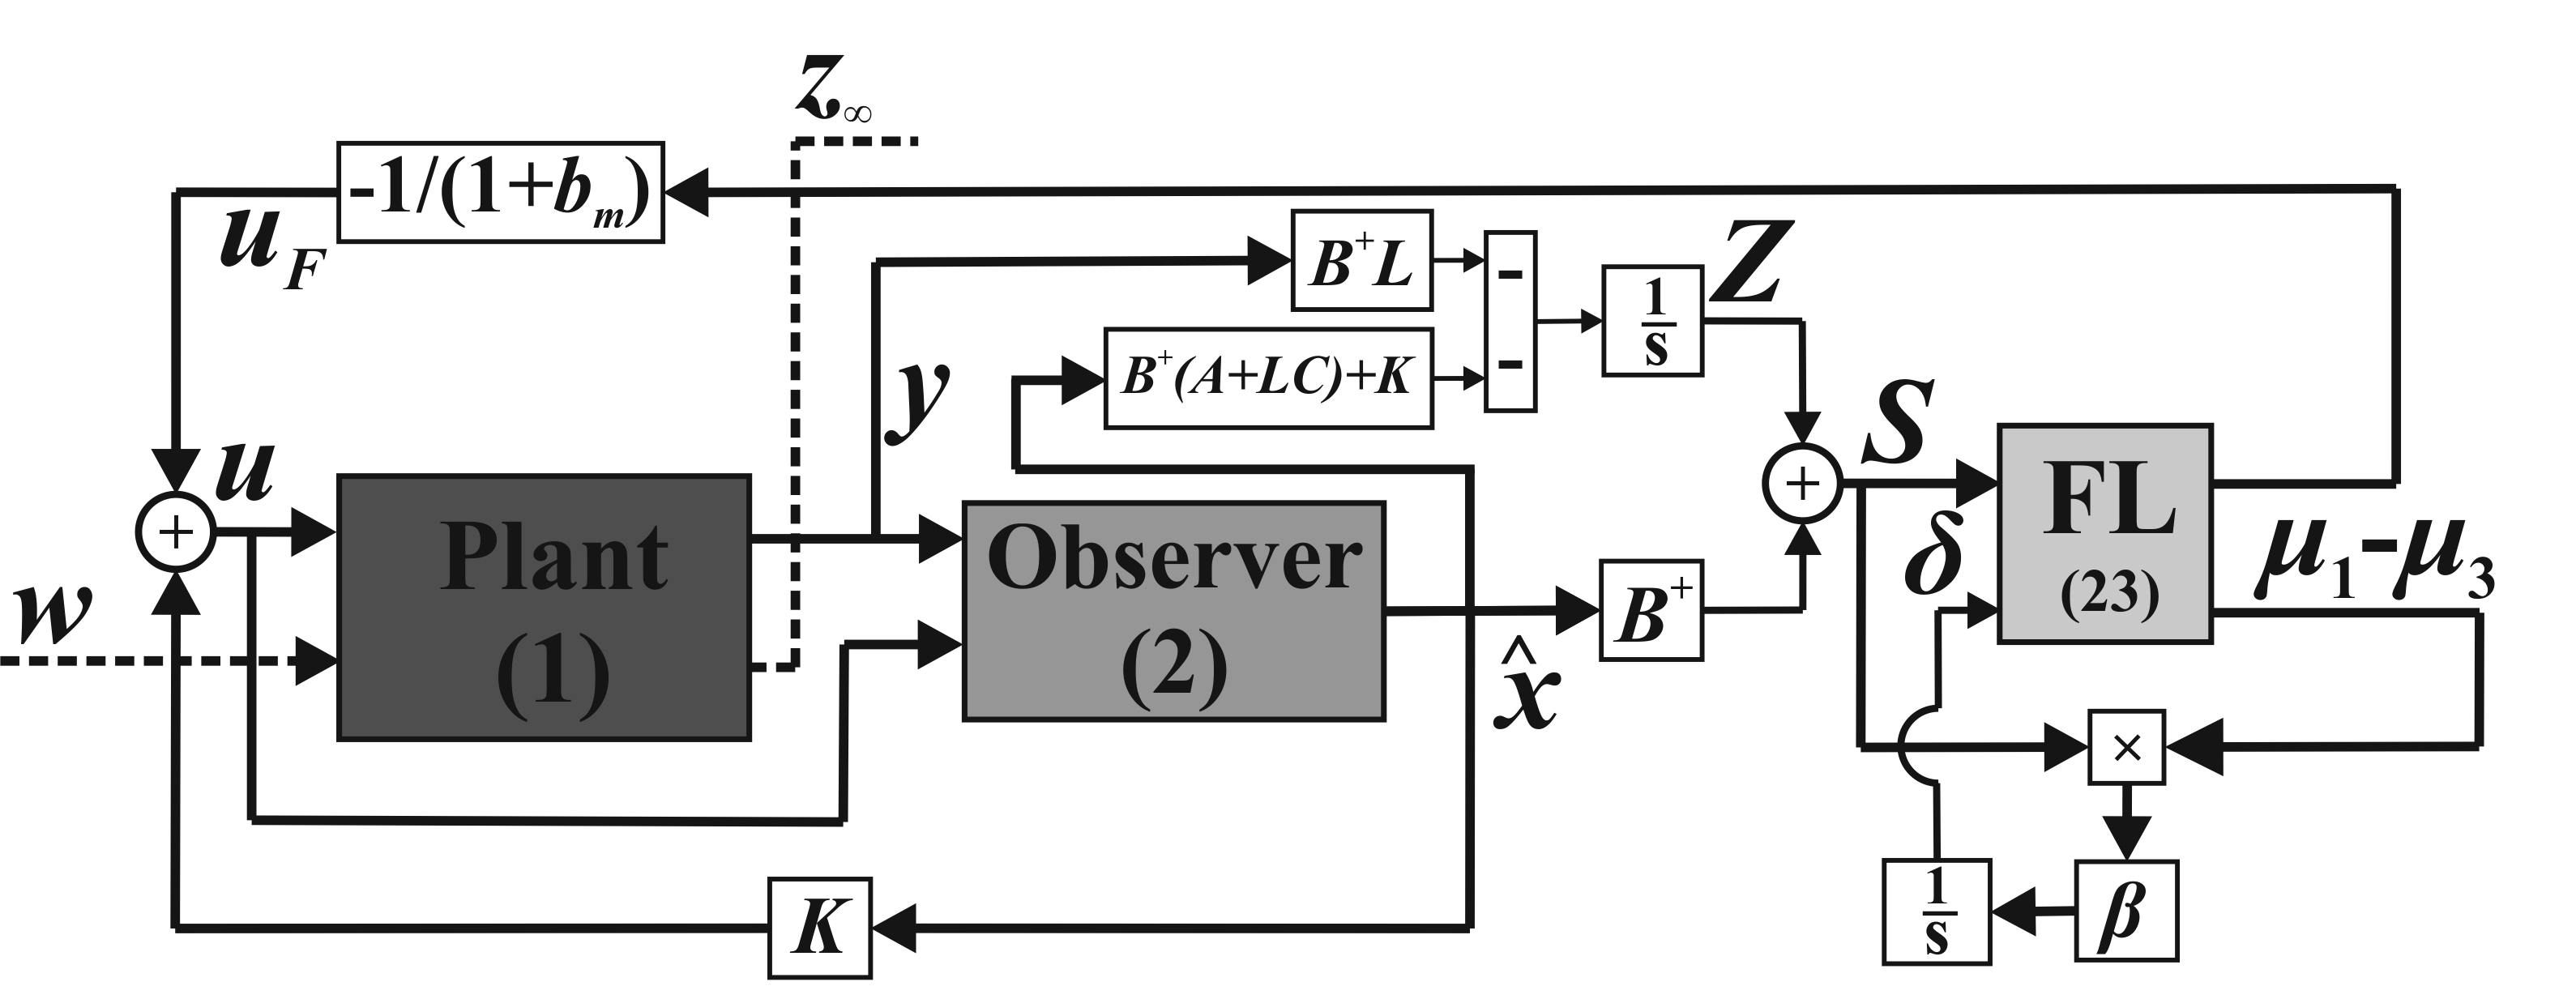 z∞
-1/(1+bm)
uF
B+L
-
1/s
Z
B+(A+LC)+K
-
y
S
u
+
+
FL
(23)
δ
μ1-μ3
Plant
(1)
Observer
(2)
w
B+
x̂
×
K
1/s
β